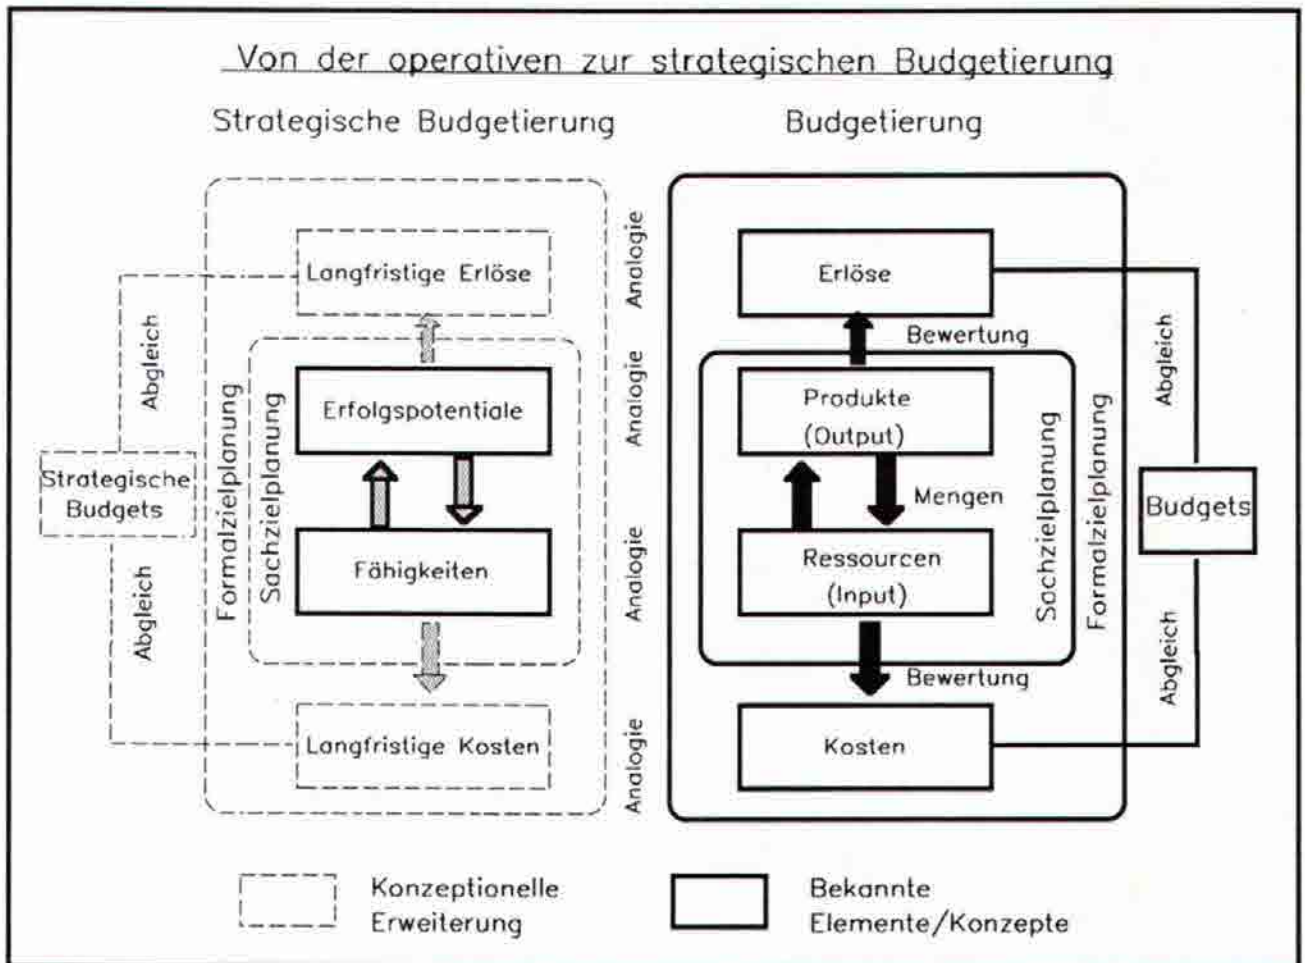 Von der operativen zur strategischen Budgetierung
Strategische Budgetierung
Budgetierung
Langfristige Erlöse
Erfolgspotentiale
Fähigkeiten
Langfristige Kosten
Strategische
Budgets
Abgleich
Abgleich
Formalzielplanung
Sachzielplanung
Analogie
Analogie
Analogie
Analogie
Erlöse
Bewertung
Produkte
(Output)
Mengen
Ressourcen
(Input)
Bewertung
Kosten
Sachzielplanung
Formalzielplanung
Abgleich
Budgets
Abgleich
Konzeptionelle
Erweiterung
Bekannte
Elemente/Konzepte